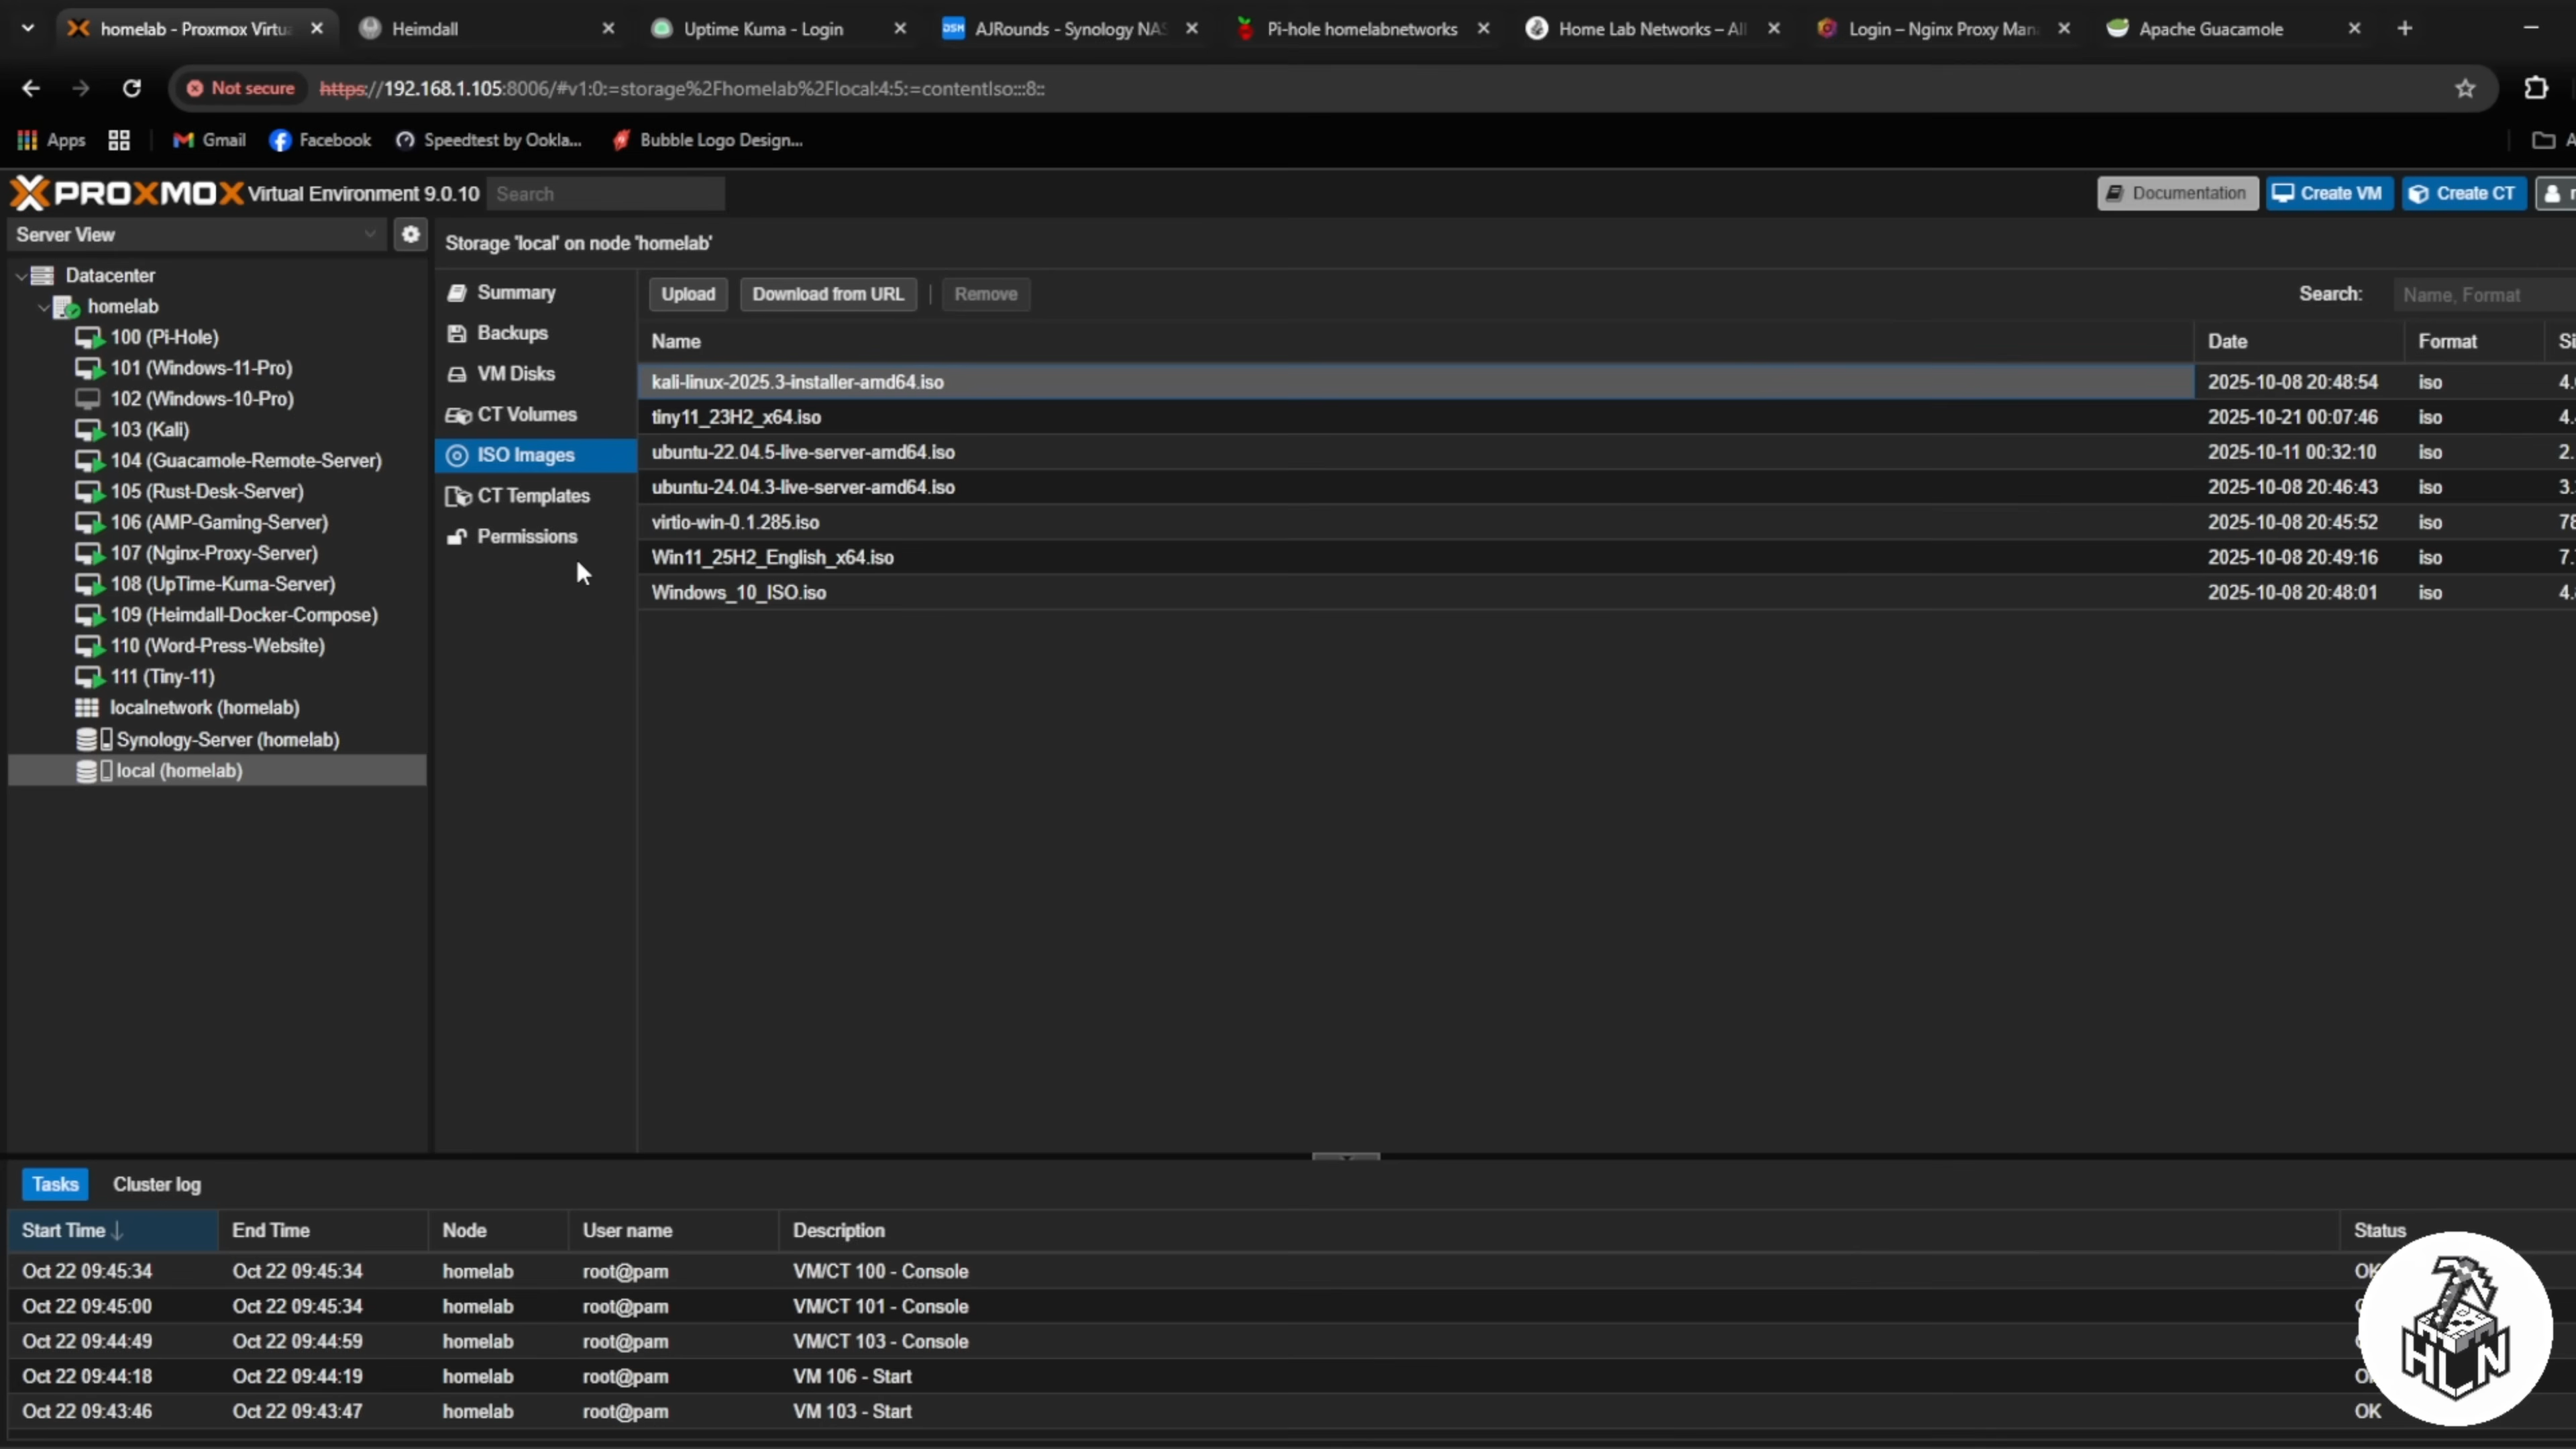 homelab - Proxmox Virtu
Heimdall
Uptime Kuma - Login
DSM AJRounds - Synology NAS
Pi-hole homelabnetworks
Home Lab Networks – All
Login – Nginx Proxy Man
Apache Guacamole
Not secure https://192.168.1.105:8006/#v1:0:=storage%2Fhomelab%2Flocal:4:5:=contentIso:::8::
Apps
Gmail
Facebook
Speedtest by Ookla...
Bubble Logo Design...
PROXMOX Virtual Environment 9.0.10 Search
Documentation Create VM Create CT
Server View
Datacenter
homelab
100 (Pi-Hole)
101 (Windows-11-Pro)
102 (Windows-10-Pro)
103 (Kali)
104 (Guacamole-Remote-Server)
105 (Rust-Desk-Server)
106 (AMP-Gaming-Server)
107 (Nginx-Proxy-Server)
108 (UpTime-Kuma-Server)
109 (Heimdall-Docker-Compose)
110 (Word-Press-Website)
111 (Tiny-11)
localnetwork (homelab)
Synology-Server (homelab)
local (homelab)
Storage 'local' on node 'homelab'
Summary
Backups
VM Disks
CT Volumes
ISO Images
CT Templates
Permissions
Upload Download from URL Remove Search: Name, Format
Name Date Format
kali-linux-2025.3-installer-amd64.iso 2025-10-08 20:48:54 iso
tiny11_23H2_x64.iso 2025-10-21 00:07:46 iso
ubuntu-22.04.5-live-server-amd64.iso 2025-10-11 00:32:10 iso
ubuntu-24.04.3-live-server-amd64.iso 2025-10-08 20:46:43 iso
virtio-win-0.1.285.iso 2025-10-08 20:45:52 iso
Win11_25H2_English_x64.iso 2025-10-08 20:49:16 iso
Windows_10_ISO.iso 2025-10-08 20:48:01 iso
Tasks Cluster log
Start Time End Time Node User name Description Status
Oct 22 09:45:34 Oct 22 09:45:34 homelab root@pam VM/CT 100 - Console OK
Oct 22 09:45:00 Oct 22 09:45:34 homelab root@pam VM/CT 101 - Console
Oct 22 09:44:49 Oct 22 09:44:59 homelab root@pam VM/CT 103 - Console
Oct 22 09:44:18 Oct 22 09:44:19 homelab root@pam VM 106 - Start
Oct 22 09:43:46 Oct 22 09:43:47 homelab root@pam VM 103 - Start OK
HLN